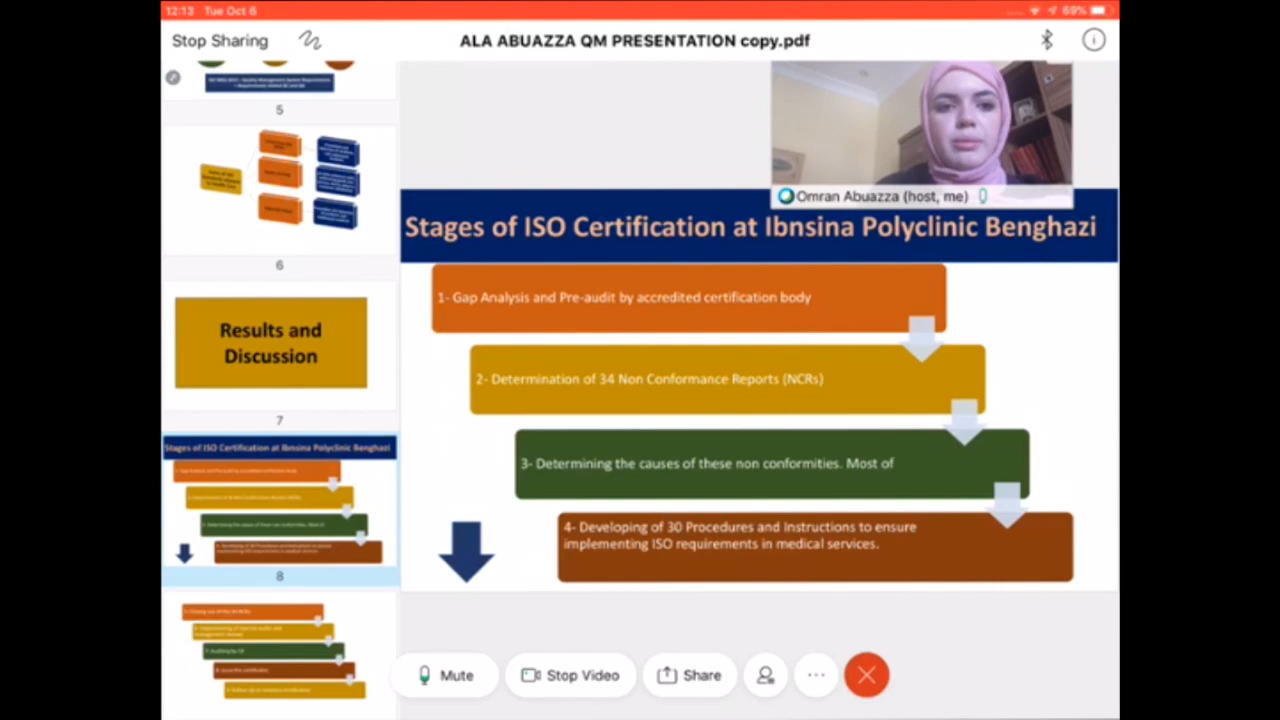 12:13 Tue Oct 6
69%
Stop Sharing
ALA ABUAZZA QM PRESENTATION copy.pdf
5
6
Results and
Discussion
7
Stages of ISO Certification at Ibnsina Polyclinic Benghazi
8
Omran Abuazza (host, me)
Stages of ISO Certification at Ibnsina Polyclinic Benghazi
1- Gap Analysis and Pre-audit by accredited certification body
2- Determination of 34 Non Conformance Reports (NCRs)
3- Determining the causes of these non conformities. Most of
4- Developing of 30 Procedures and Instructions to ensure
implementing ISO requirements in medical services.
Mute
Stop Video
Share